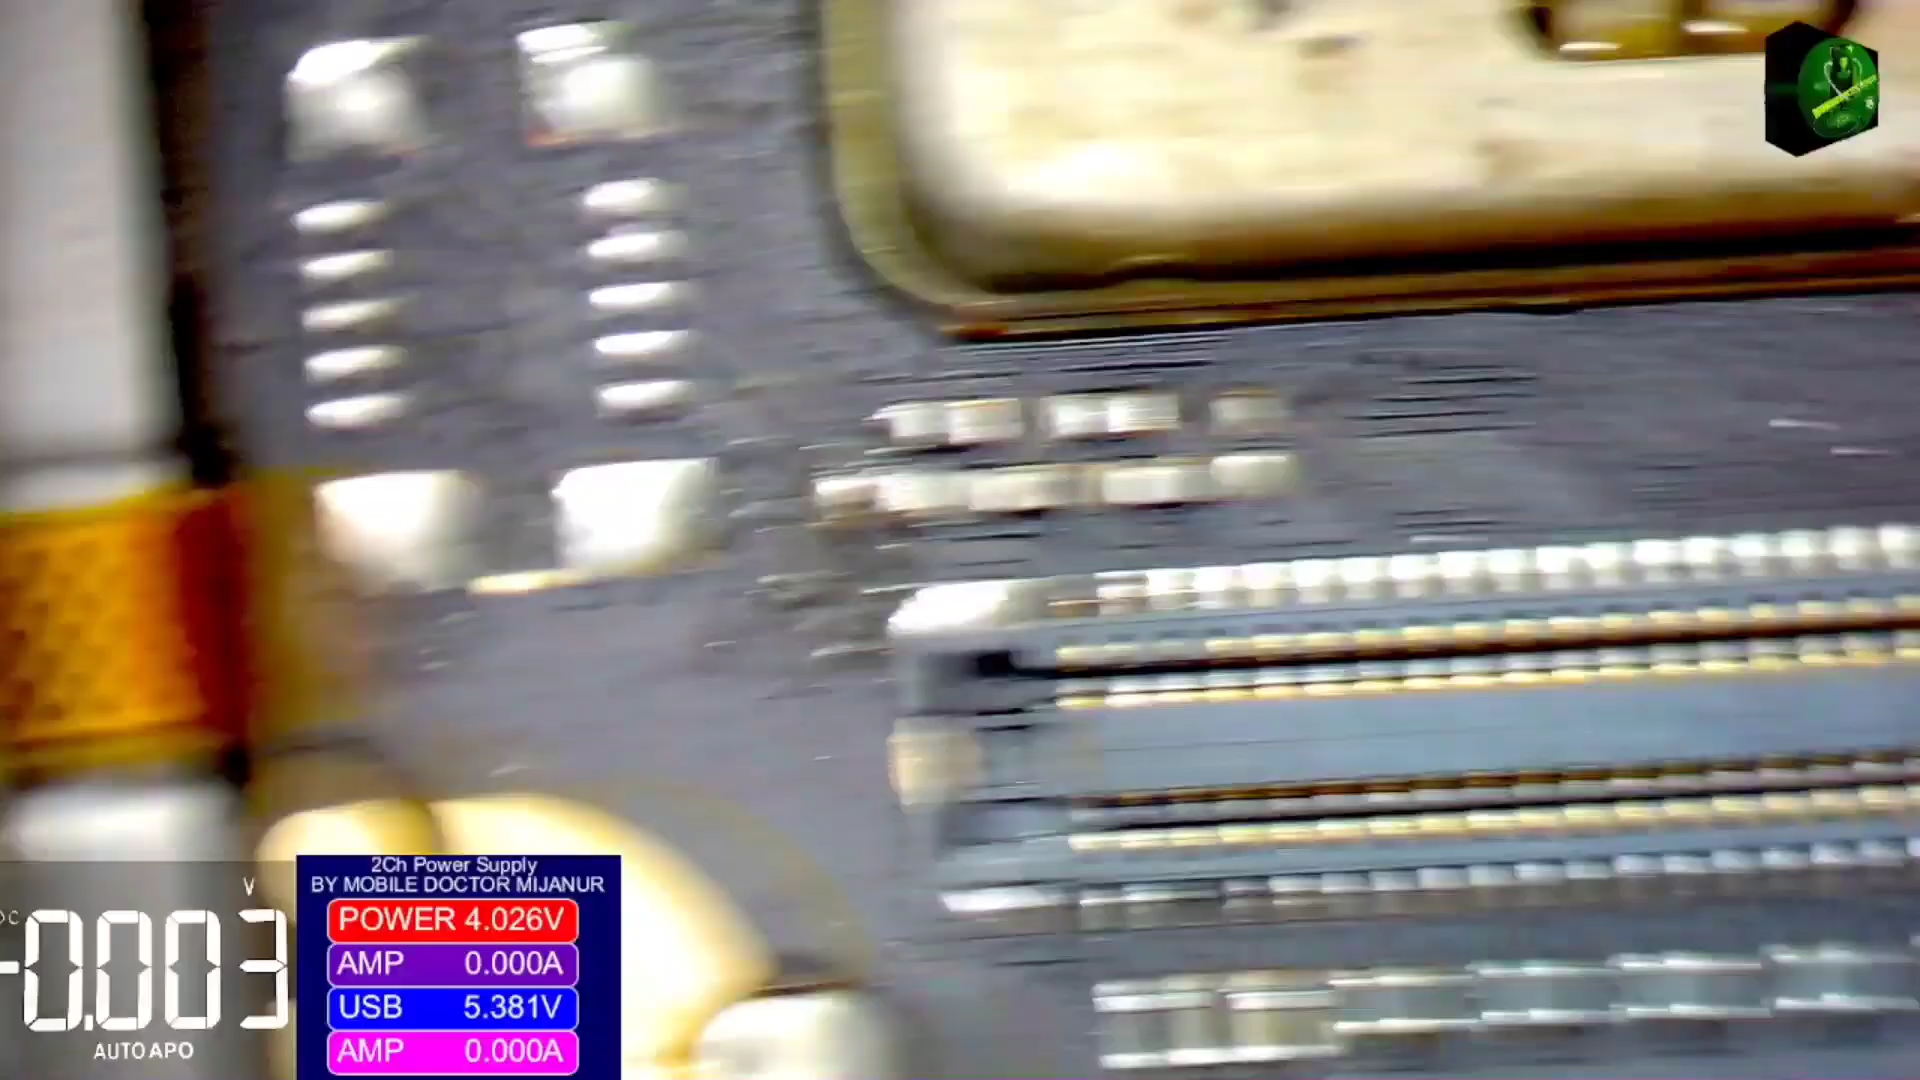 2Ch Power Supply
BY MOBILE DOCTOR MIJANUR
POWER 4.026V
AMP 0.000A
USB 5.381V
AMP 0.000A
V
-0.003
AUTO APO